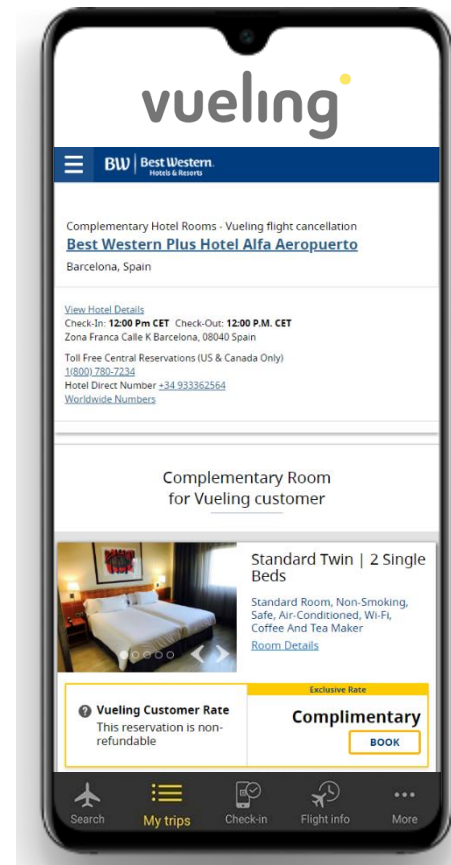 vueling
BW Best Western.
Hotels & Resorts
Complementary Hotel Rooms - Vueling flight cancellation
Best Western Plus Hotel Alfa Aeropuerto
Barcelona, Spain
View Hotel Details
Check-In: 12:00 Pm CET Check-Out: 12:00 P.M. CET
Zona Franca Calle K Barcelona, 08040 Spain
Toll Free Central Reservations (US & Canada Only)
1(800) 780-7234
Hotel Direct Number +34 933362564
Worldwide Numbers
Complementary Room
for Vueling customer
Standard Twin | 2 Single
Beds
Standard Room, Non-Smoking,
Safe, Air-Conditioned, Wi-Fi,
Coffee And Tea Maker
Room Details
Exclusive Rate
? Vueling Customer Rate
This reservation is non-
refundable
Complimentary
BOOK
Search
My trips
Check-in
Flight info
More